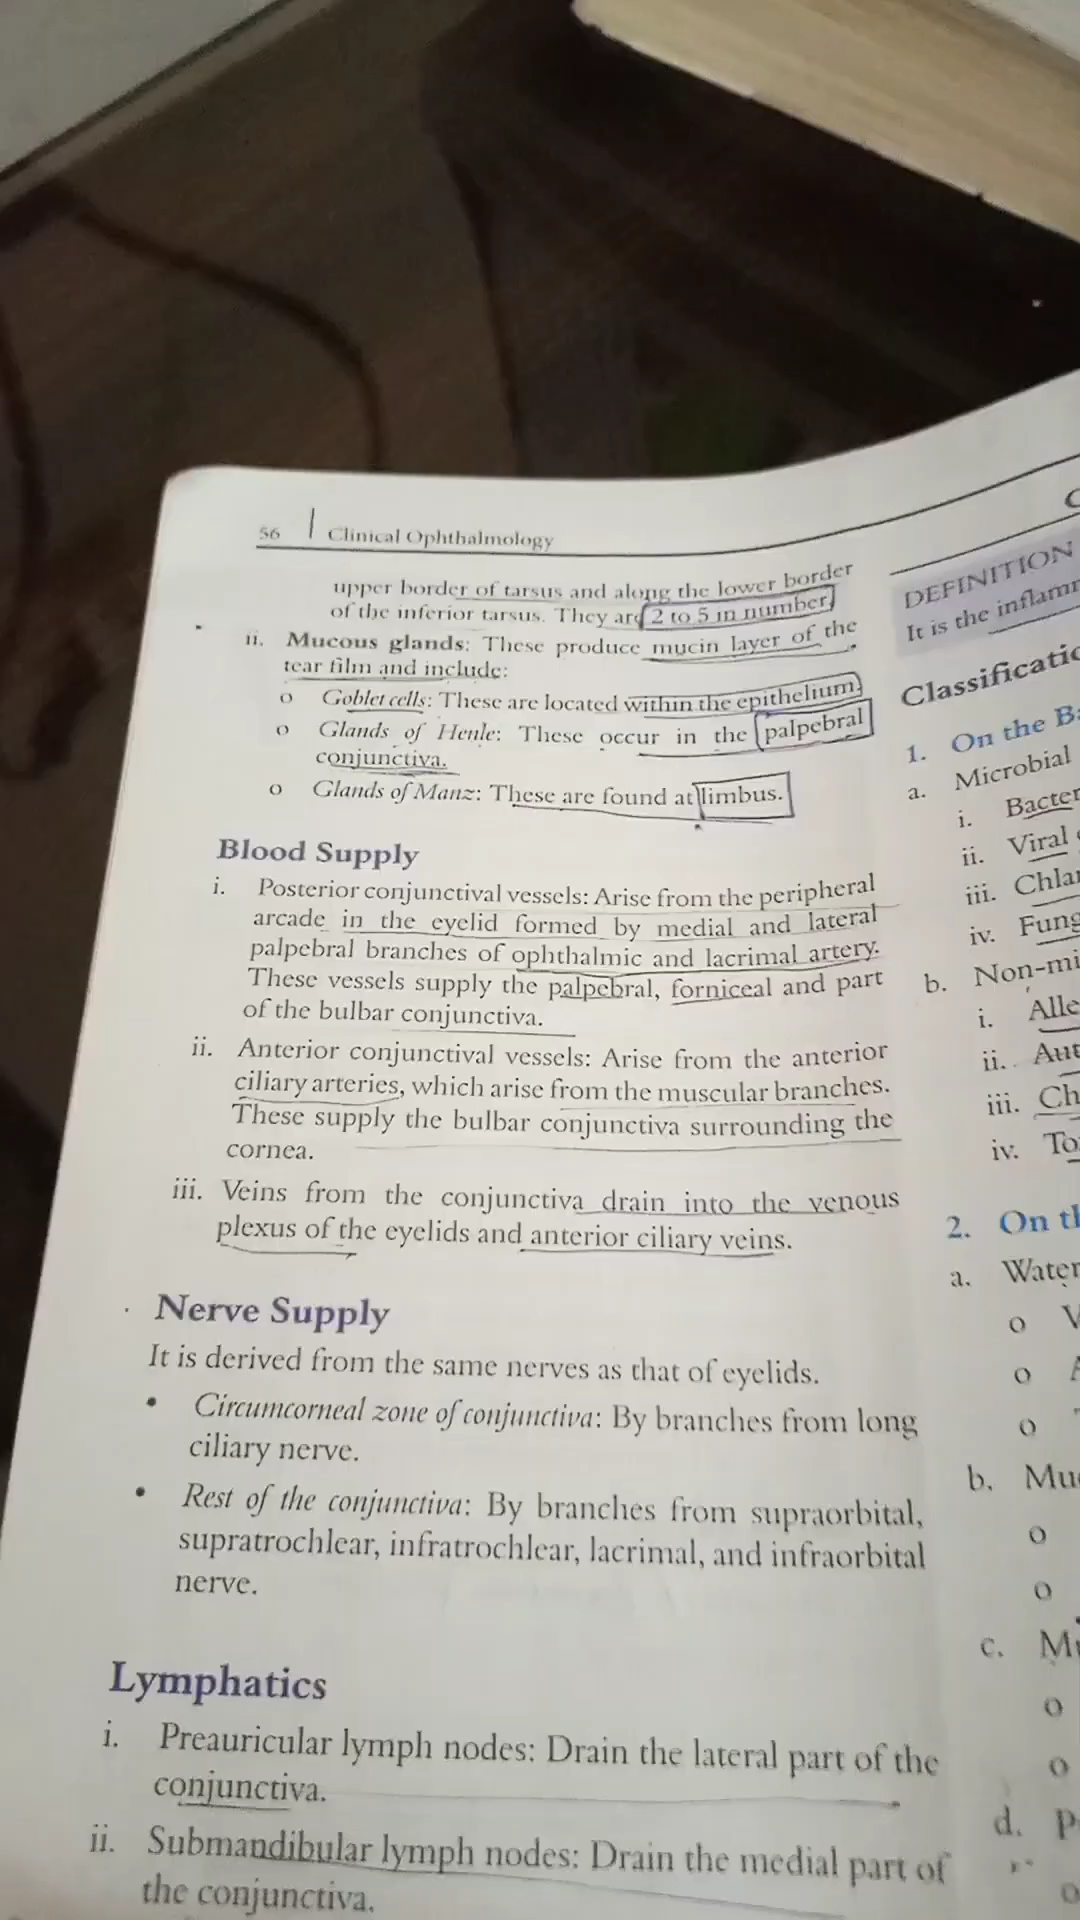 56 | Clinical Ophthalmology
upper border of tarsus and along the lower border
of the inferior tarsus. They are 2 to 5 in number.
ii. Mucous glands: These produce mucin layer of the
tear film and include:
o Goblet cells: These are located within the epithelium.
o Glands of Henle: These occur in the palpebral
conjunctiva.
o Glands of Manz: These are found at limbus.
Blood Supply
i. Posterior conjunctival vessels: Arise from the peripheral
arcade in the eyelid formed by medial and lateral
palpebral branches of ophthalmic and lacrimal artery.
These vessels supply the palpebral, forniceal and part
of the bulbar conjunctiva.
ii. Anterior conjunctival vessels: Arise from the anterior
ciliary arteries, which arise from the muscular branches.
These supply the bulbar conjunctiva surrounding the
cornea.
iii. Veins from the conjunctiva drain into the venous
plexus of the eyelids and anterior ciliary veins.
Nerve Supply
It is derived from the same nerves as that of eyelids.
• Circumcorneal zone of conjunctiva: By branches from long
ciliary nerve.
• Rest of the conjunctiva: By branches from supraorbital,
supratrochlear, infratrochlear, lacrimal, and infraorbital
nerve.
Lymphatics
i. Preauricular lymph nodes: Drain the lateral part of the
conjunctiva.
ii. Submandibular lymph nodes: Drain the medial part of
the conjunctiva.
DEFINITION
It is the
1. On the
a. Microbial
i.
ii. Viral
iii.
iv.
b.
i.
ii.
iii.
iv.
2. On
a.
o
o
o
b.
o
o
c.
o
o
d.
o